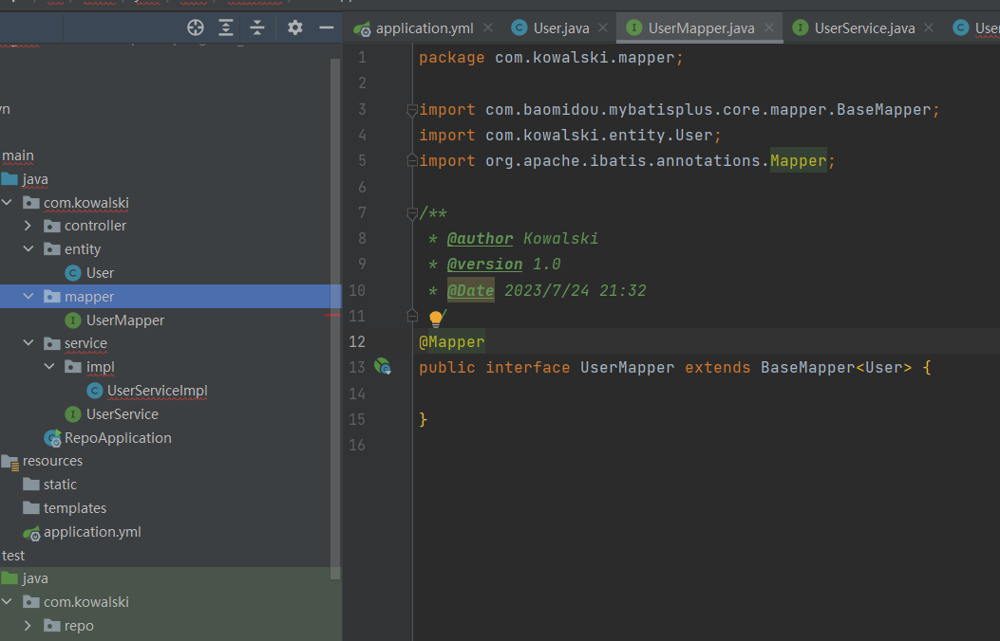 application.yml
User.java
UserMapper.java
UserService.java
User
main
java
com.kowalski
controller
entity
User
mapper
UserMapper
service
impl
UserServiceImpl
UserService
RepoApplication
resources
static
templates
application.yml
test
java
com.kowalski
repo
1 package com.kowalski.mapper;
2
3 import com.baomidou.mybatisplus.core.mapper.BaseMapper;
4 import com.kowalski.entity.User;
5 import org.apache.ibatis.annotations.Mapper;
6
7 /**
8 * @author Kowalski
9 * @version 1.0
10 * @Date 2023/7/24 21:32
11 /
12 @Mapper
13 public interface UserMapper extends BaseMapper<User> {
14
15 }
16